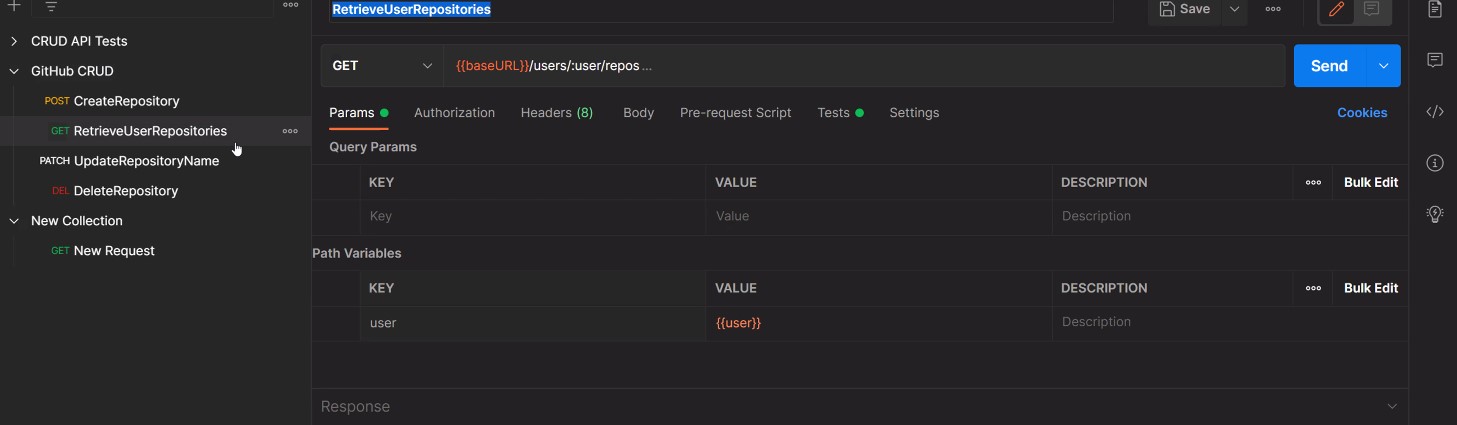 RetrieveUserRepositories
Save
CRUD API Tests
GitHub CRUD
POST CreateRepository
GET RetrieveUserRepositories
PATCH UpdateRepositoryName
DEL DeleteRepository
New Collection
GET New Request
GET {{baseURL}}/users/:user/repos ... Send
Params Authorization Headers (8) Body Pre-request Script Tests Settings Cookies
Query Params
KEY VALUE DESCRIPTION Bulk Edit
Key Value Description
Path Variables
KEY VALUE DESCRIPTION Bulk Edit
user {{user}} Description
Response